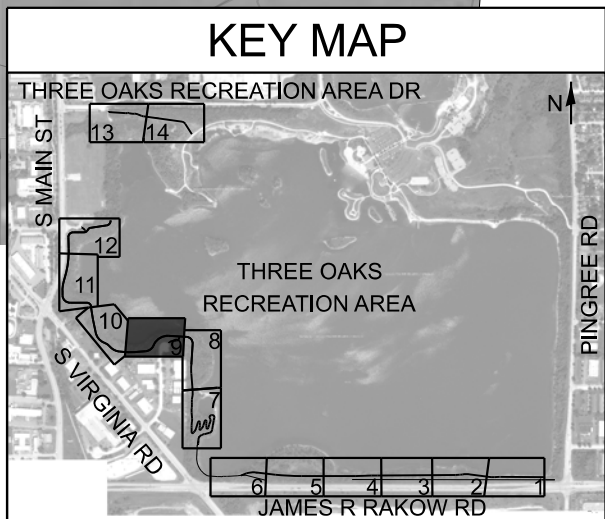 KEY MAP
THREE OAKS RECREATION AREA DR
N
13 14
S MAIN ST
12
11
10
9
8
7
THREE OAKS
RECREATION AREA
PINGREE RD
S VIRGINIA RD
6 5 4 3 2 1
JAMES R RAKOW RD